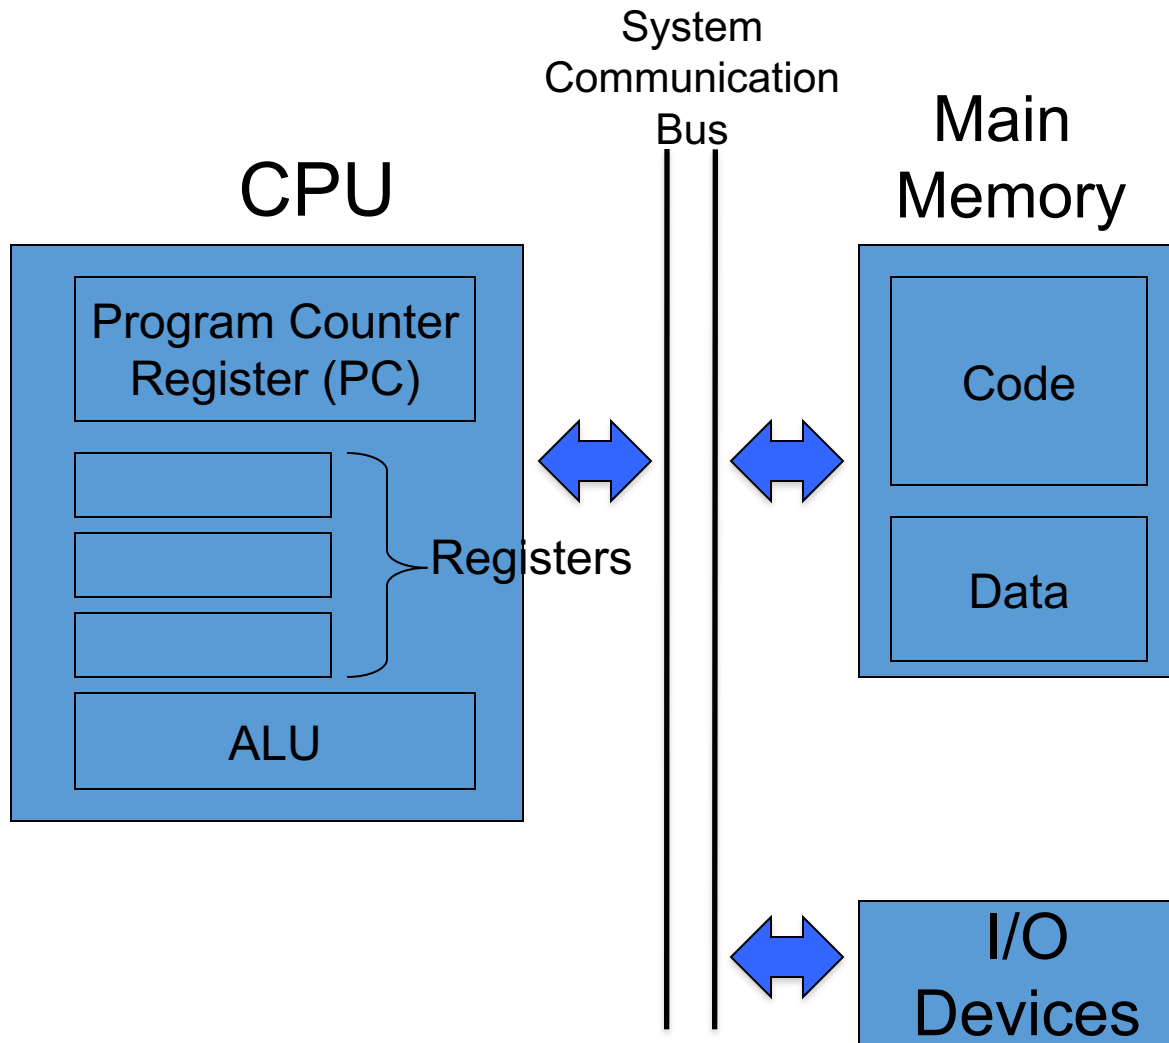 System
Communication
Bus
Main
Memory
CPU
Program Counter
Register (PC)
Code
Registers
Data
ALU
I/O
Devices